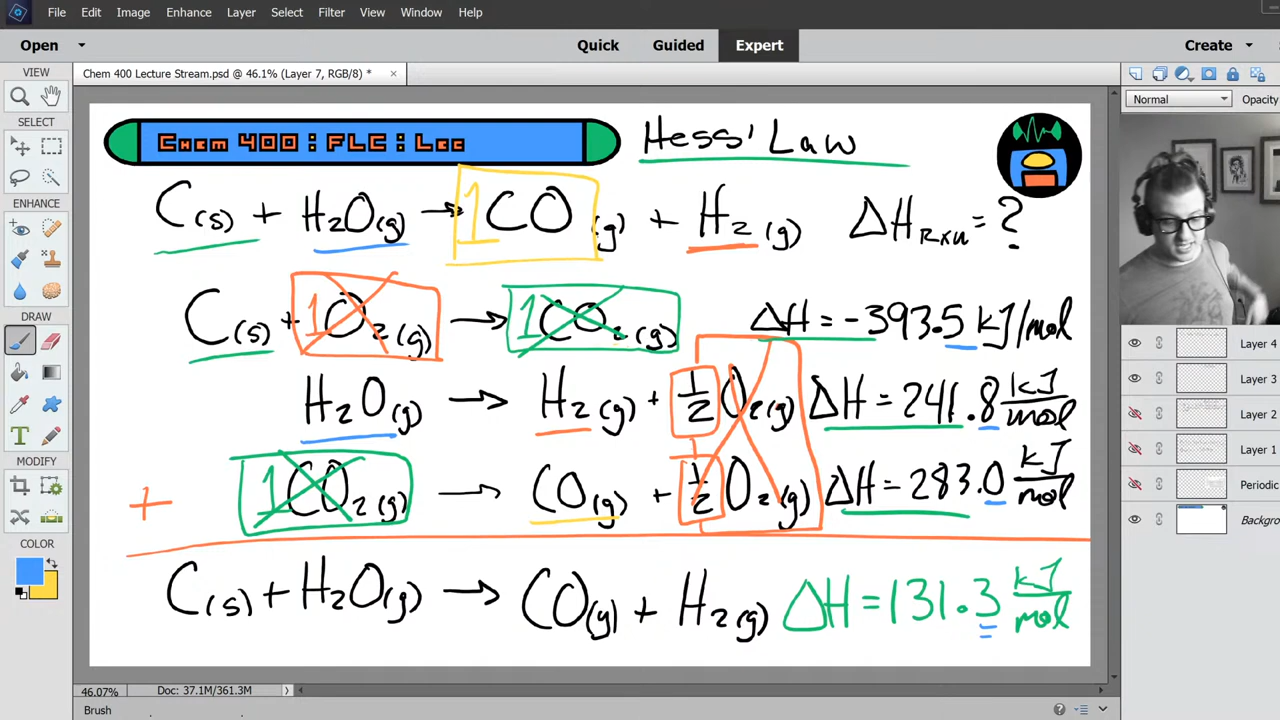 File Edit Image Enhance Layer Select Filter View Window Help
Open Quick Guided Expert Create
VIEW
Chem 400 Lecture Stream.psd @ 46.1% (Layer 7, RGB/8) * ×
Normal Opacity
SELECT
Chem 400 : FLC : Lec
Hess' Law
C(s) + H₂O(g) → 1CO(g) + H₂(g) ΔHRxn = ?
ENHANCE
C(s) + 1O₂(g) → 1CO₂(g) ΔH = -393.5 kJ/mol
DRAW
H₂O(g) → H₂(g) + 1/2 O₂(g) ΔH = 241.8 kJ/mol
1CO₂(g) → CO(g) + 1/2 O₂(g) ΔH = 283.0 kJ/mol
+
C(s) + H₂O(g) → CO(g) + H₂(g) ΔH = 131.3 kJ/mol
T
MODIFY
COLOR
Layer 4
Layer 3
Layer 2
Layer 1
Periodic
Backgro
46.07% Doc: 37.1M/361.3M
Brush